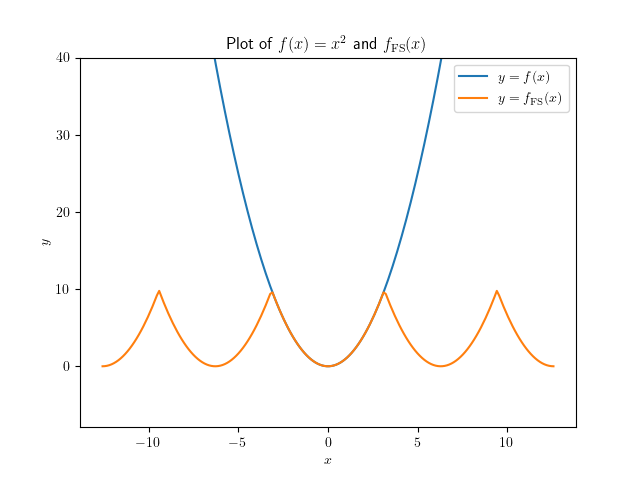 Plot of f(x) = x² and f_FS(x)
y = f(x)
y = f_FS(x)
40
30
20
10
0
y
−10 −5 0 5 10
x